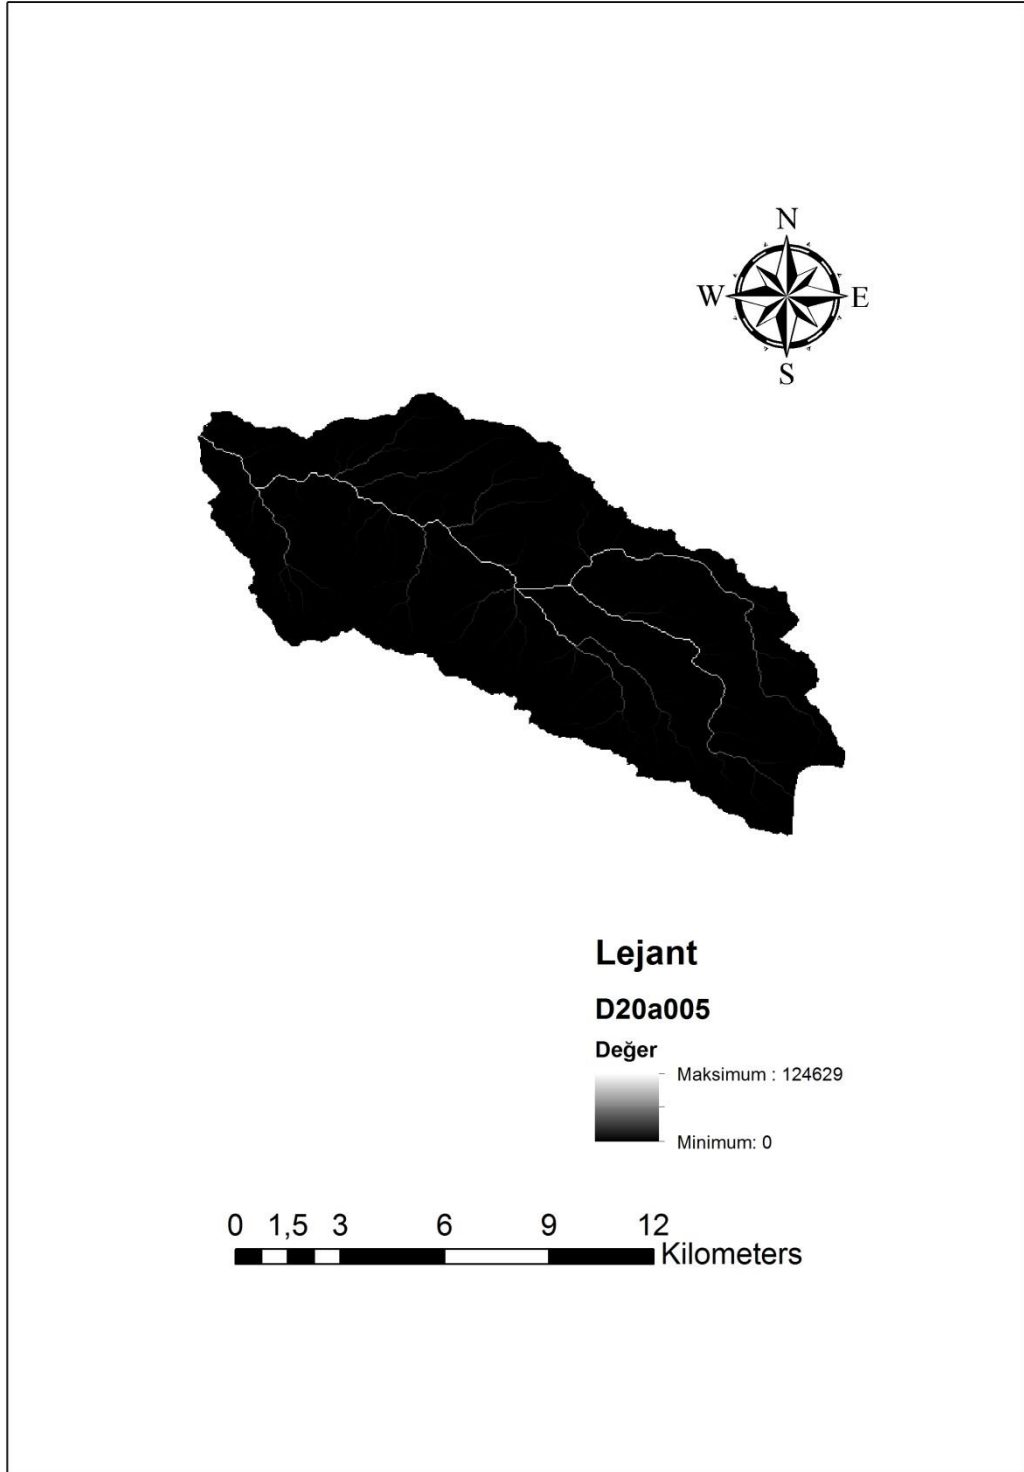 N
W E
S
Lejant
D20a005
Değer
Maksimum : 124629
Minimum: 0
0 1,5 3 6 9 12
Kilometers